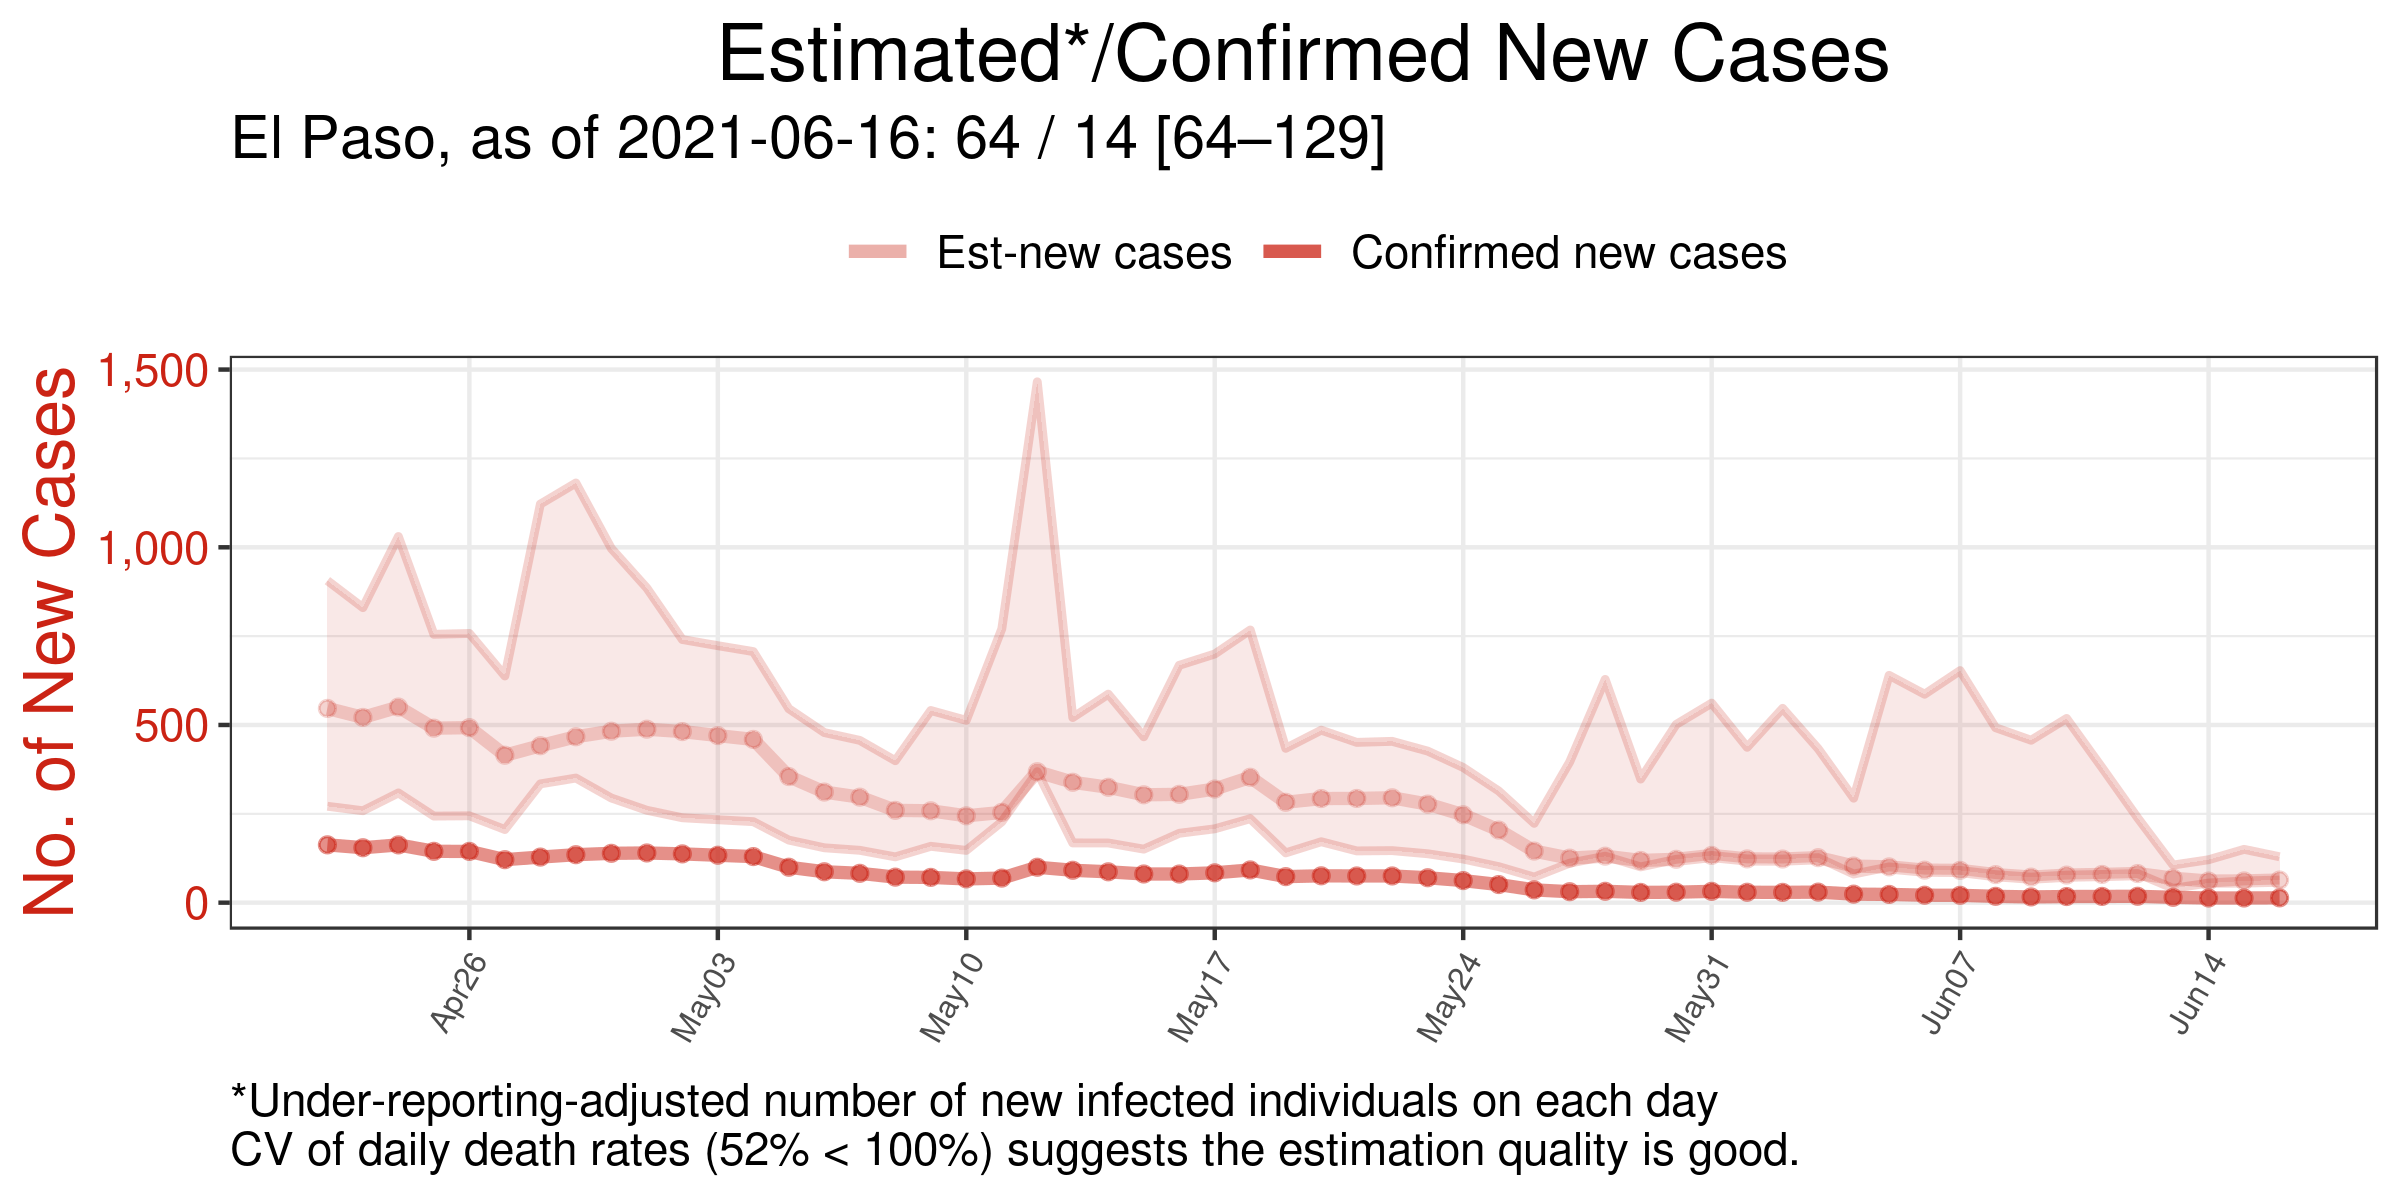 Estimated*/Confirmed New Cases
El Paso, as of 2021-06-16: 64 / 14 [64–129]
Est-new cases
Confirmed new cases
No. of New Cases
1,500
1,000
500
0
Apr26
May03
May10
May17
May24
May31
Jun07
Jun14
*Under-reporting-adjusted number of new infected individuals on each day
CV of daily death rates (52% < 100%) suggests the estimation quality is good.